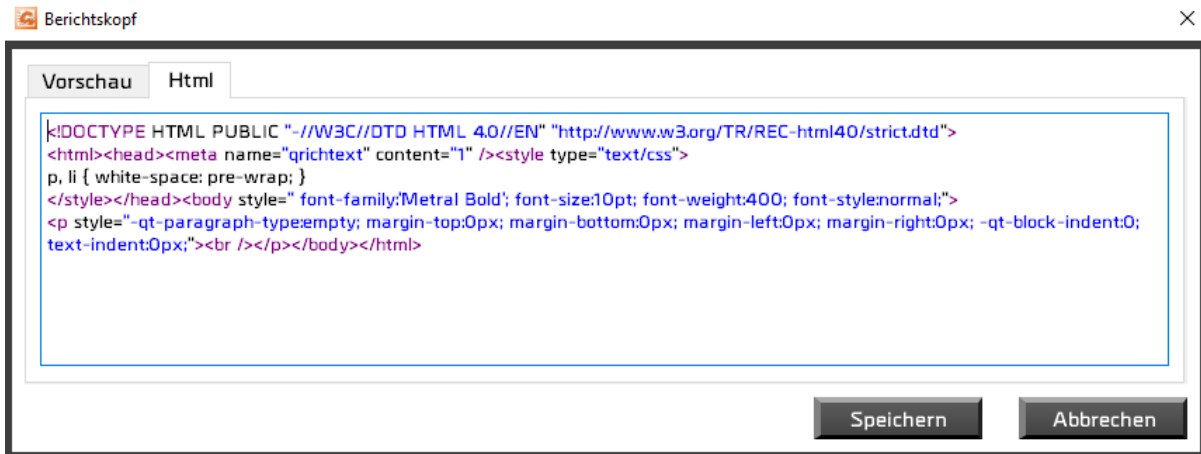 Berichtskopf
Vorschau Html
<!DOCTYPE HTML PUBLIC "-//W3C//DTD HTML 4.0//EN" "http://www.w3.org/TR/REC-html40/strict.dtd">
<html><head><meta name="qrichtext" content="1" /><style type="text/css">
p, li { white-space: pre-wrap; }
</style></head><body style=" font-family:'Metral Bold'; font-size:10pt; font-weight:400; font-style:normal;">
<p style="-qt-paragraph-type:empty; margin-top:0px; margin-bottom:0px; margin-left:0px; margin-right:0px; -qt-block-indent:0;
text-indent:0px;"><br /></p></body></html>
Speichern Abbrechen